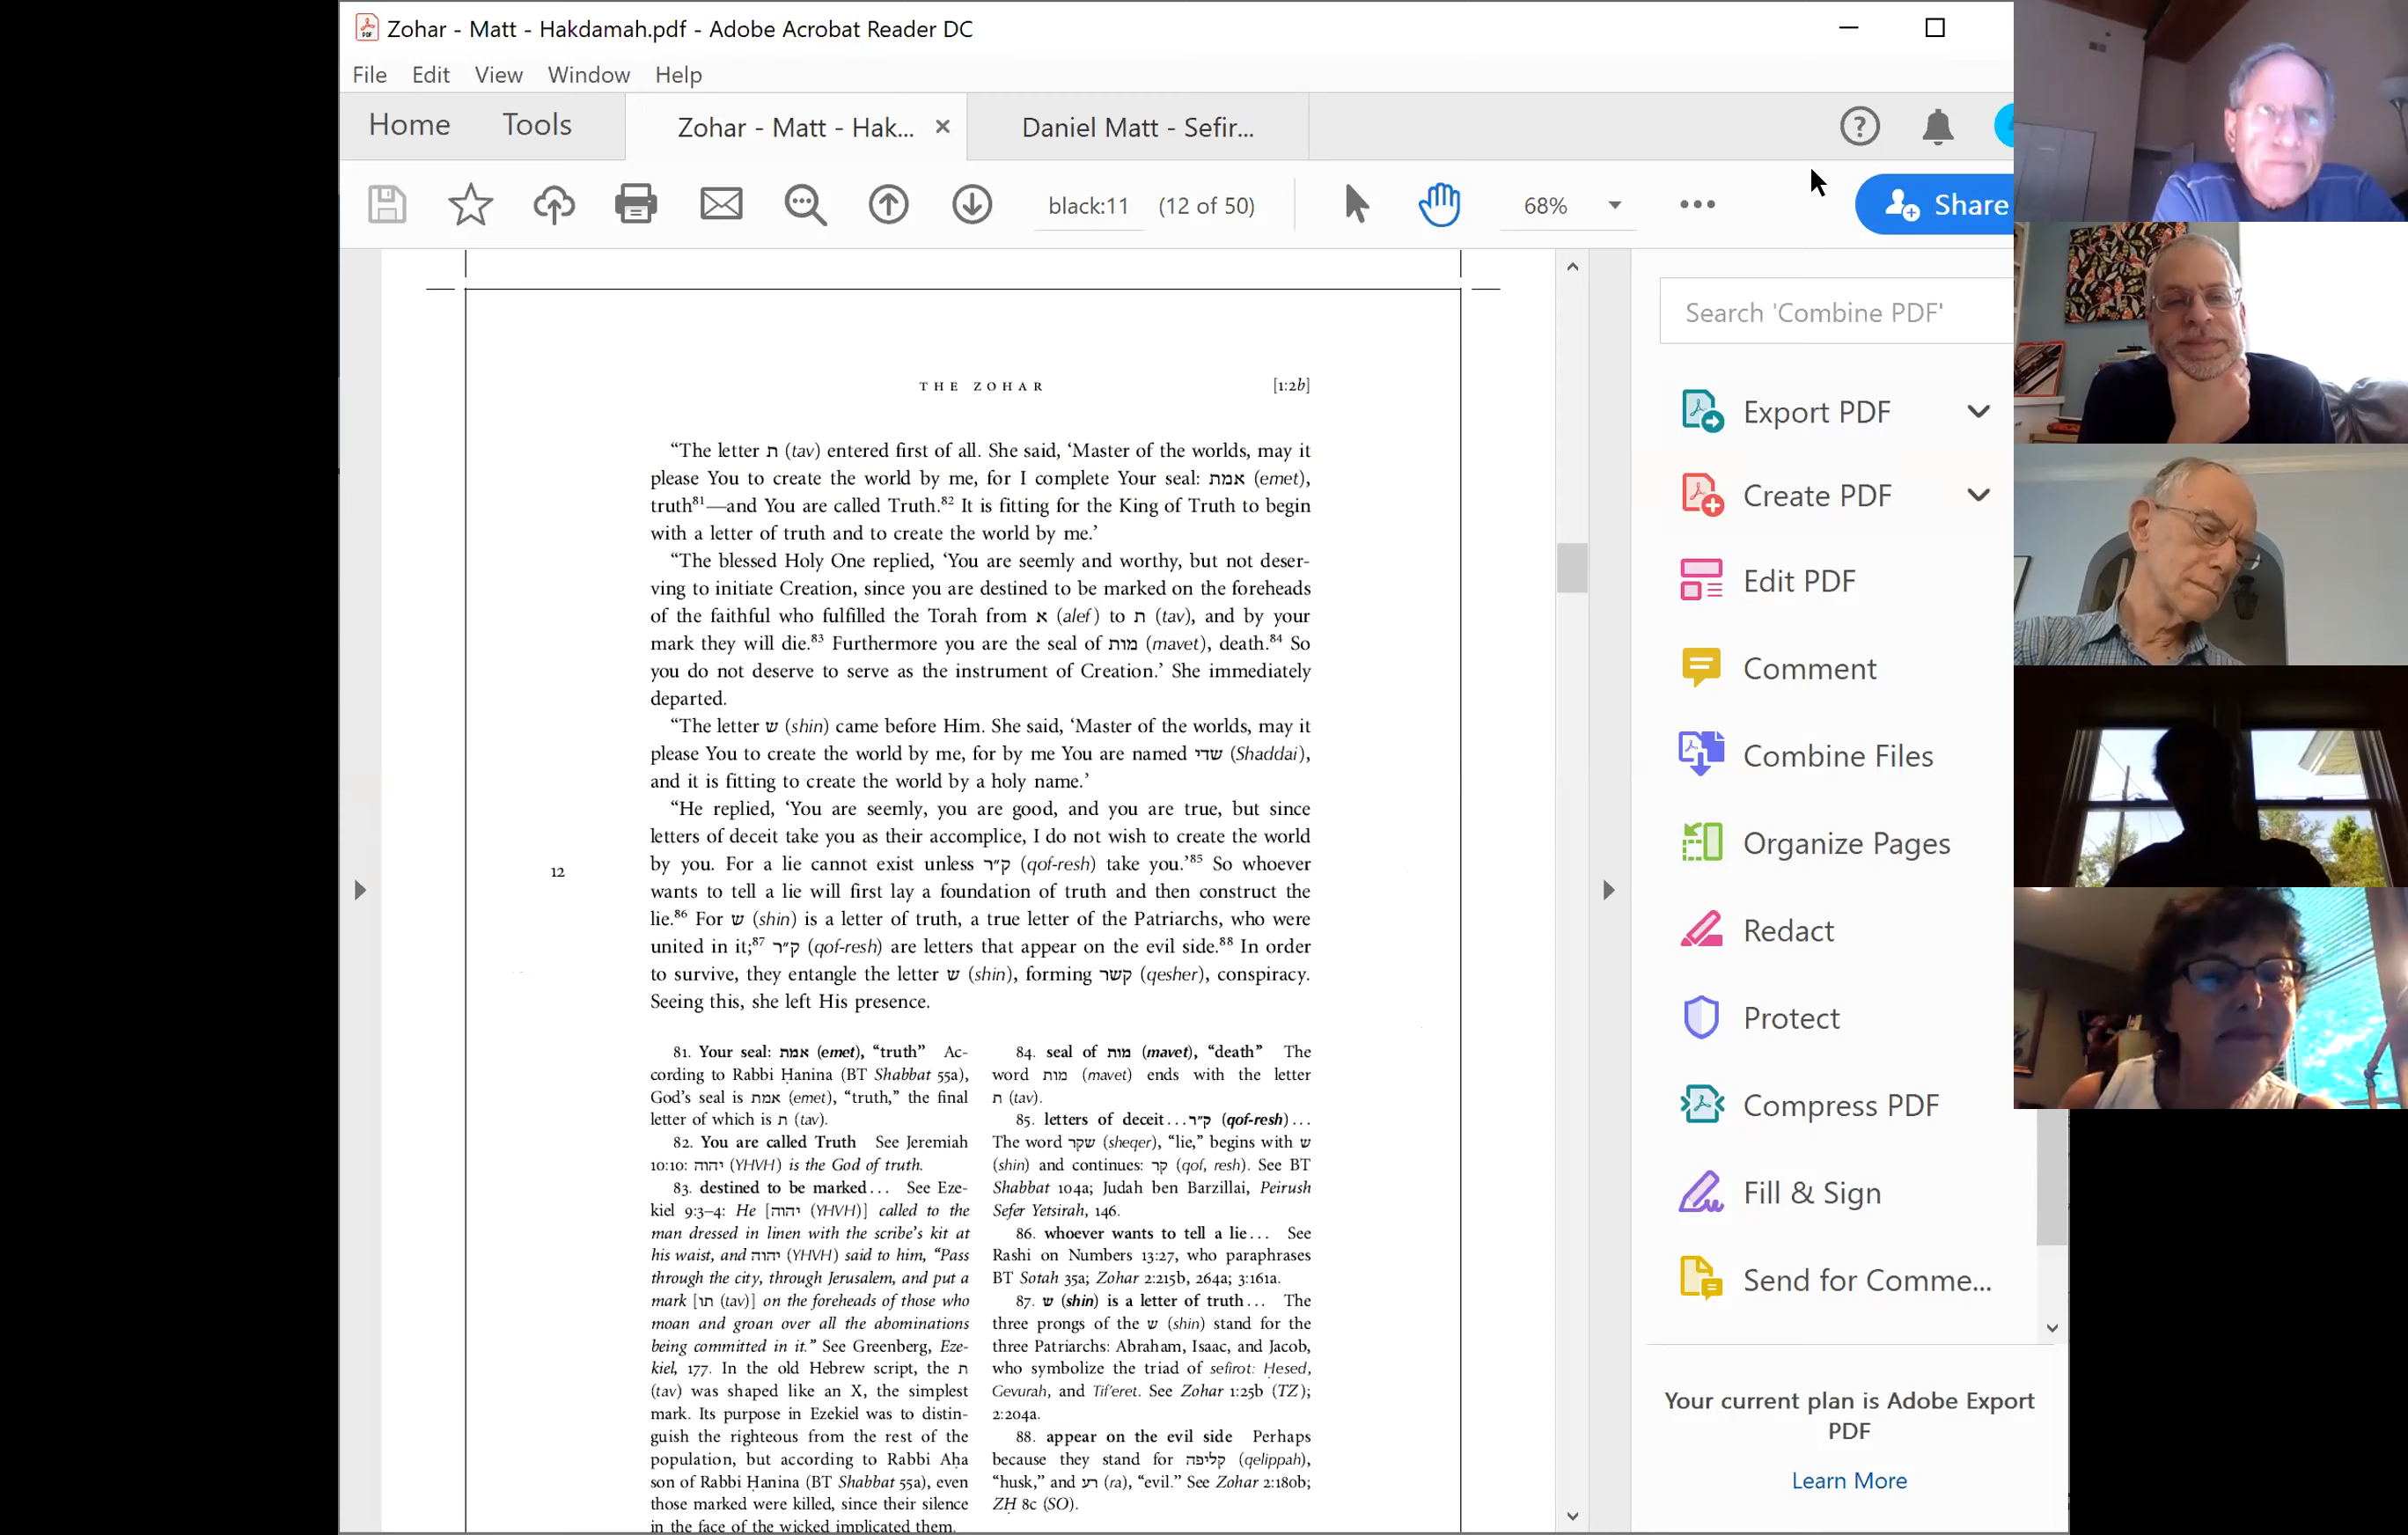 Zohar - Matt - Hakdamah.pdf - Adobe Acrobat Reader DC
File Edit View Window Help
Home Tools Zohar - Matt - Hak... Daniel Matt - Sefir...
black:11 (12 of 50) 68% Share
THE ZOHAR [1:2b]
“The letter ת (tav) entered first of all. She said, ‘Master of the worlds, may it
please You to create the world by me, for I complete Your seal: אמת (emet),
truth81—and You are called Truth.82 It is fitting for the King of Truth to begin
with a letter of truth and to create the world by me.’
“The blessed Holy One replied, ‘You are seemly and worthy, but not deser-
ving to initiate Creation, since you are destined to be marked on the foreheads
of the faithful who fulfilled the Torah from א (alef) to ת (tav), and by your
mark they will die.83 Furthermore you are the seal of מות (mavet), death.84 So
you do not deserve to serve as the instrument of Creation.’ She immediately
departed.
“The letter ש (shin) came before Him. She said, ‘Master of the worlds, may it
please You to create the world by me, for by me You are named שדי (Shaddai),
and it is fitting to create the world by a holy name.’
“He replied, ‘You are seemly, you are good, and you are true, but since
letters of deceit take you as their accomplice, I do not wish to create the world
by you. For a lie cannot exist unless ק״ר (qof-resh) take you.’85 So whoever
12
wants to tell a lie will first lay a foundation of truth and then construct the
lie.86 For ש (shin) is a letter of truth, a true letter of the Patriarchs, who were
united in it;87 ק״ר (qof-resh) are letters that appear on the evil side.88 In order
to survive, they entangle the letter ש (shin), forming קשר (qesher), conspiracy.
Seeing this, she left His presence.
81. Your seal: אמת (emet), “truth” Ac-
cording to Rabbi Ḥanina (BT Shabbat 55a),
God’s seal is אמת (emet), “truth,” the final
letter of which is ת (tav).
82. You are called Truth See Jeremiah
10:10: יהוה (YHVH) is the God of truth.
83. destined to be marked... See Eze-
kiel 9:3–4: He [יהוה (YHVH)] called to the
man dressed in linen with the scribe’s kit at
his waist, and יהוה (YHVH) said to him, “Pass
through the city, through Jerusalem, and put a
mark [תו (tav)] on the foreheads of those who
moan and groan over all the abominations
being committed in it.” See Greenberg, Eze-
kiel, 177. In the old Hebrew script, the ת
(tav) was shaped like an X, the simplest
mark. Its purpose in Ezekiel was to distin-
guish the righteous from the rest of the
population, but according to Rabbi Aḥa
son of Rabbi Ḥanina (BT Shabbat 55a), even
those marked were killed, since their silence
in the face of the wicked implicated them.
84. seal of מות (mavet), “death” The
word מות (mavet) ends with the letter
ת (tav).
85. letters of deceit...ק״ר (qof-resh)...
The word שקר (sheqer), “lie,” begins with ש
(shin) and continues: קר (qof, resh). See BT
Shabbat 104a; Judah ben Barzillai, Peirush
Sefer Yetsirah, 146.
86. whoever wants to tell a lie... See
Rashi on Numbers 13:27, who paraphrases
BT Sotah 35a; Zohar 2:215b, 264a; 3:161a.
87. ש (shin) is a letter of truth... The
three prongs of the ש (shin) stand for the
three Patriarchs: Abraham, Isaac, and Jacob,
who symbolize the triad of sefirot: Ḥesed,
Gevurah, and Tif’eret. See Zohar 1:25b (TZ);
2:204a.
88. appear on the evil side Perhaps
because they stand for קליפה (qelippah),
“husk,” and רע (ra), “evil.” See Zohar 2:180b;
ZḤ 8c (SO).
Search 'Combine PDF'
Export PDF
Create PDF
Edit PDF
Comment
Combine Files
Organize Pages
Redact
Protect
Compress PDF
Fill & Sign
Send for Comme...
Your current plan is Adobe Export
PDF
Learn More